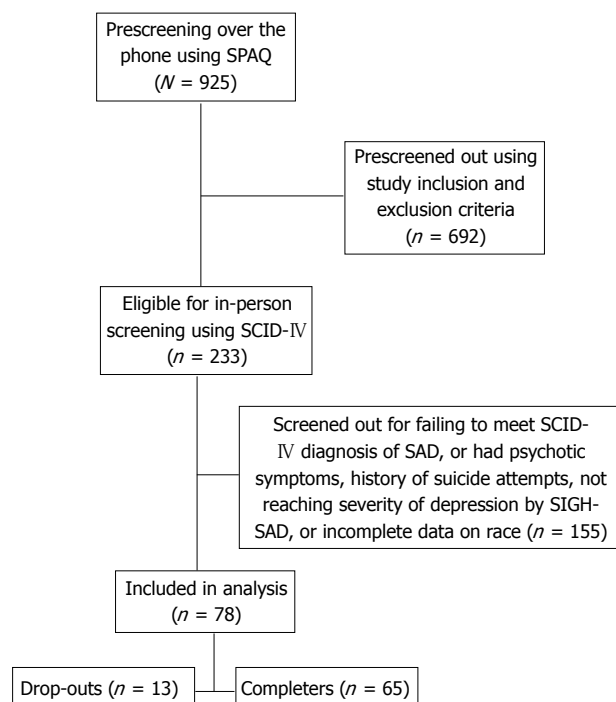 Prescreening over the
phone using SPAQ
(N = 925)
Prescreened out using
study inclusion and
exclusion criteria
(n = 692)
Eligible for in-person
screening using SCID-Ⅳ
(n = 233)
Screened out for failing to meet SCID-
Ⅳ diagnosis of SAD, or had psychotic
symptoms, history of suicide attempts, not
reaching severity of depression by SIGH-
SAD, or incomplete data on race (n = 155)
Included in analysis
(n = 78)
Drop-outs (n = 13)
Completers (n = 65)